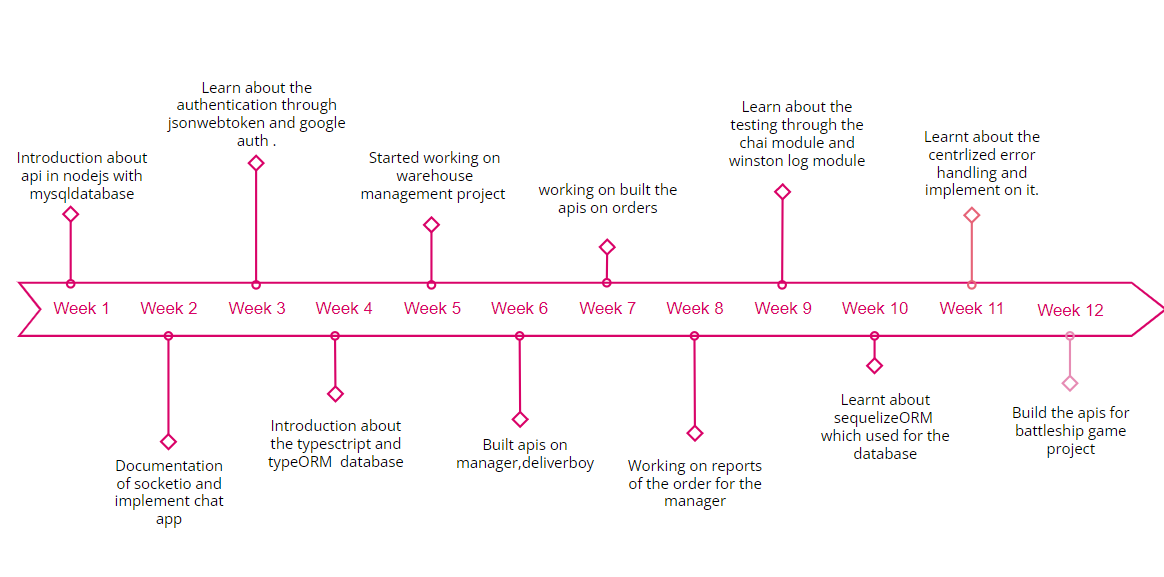 Introduction about
api in nodejs with
mysqldatabase
Learn about the
authentication through
jsonwebtoken and google
auth .
Started working on
warehouse
management project
working on built the
apis on orders
Learn about the
testing through the
chai module and
winston log module
Learnt about the
centrlized error
handling and
implement on it.
Week 1 Week 2 Week 3 Week 4 Week 5 Week 6 Week 7 Week 8 Week 9 Week 10 Week 11 Week 12
Documentation
of socketio and
implement chat
app
Introduction about
the typesctript and
typeORM database
Built apis on
manager,deliverboy
Working on reports
of the order for the
manager
Learnt about
sequelizeORM
which used for the
database
Build the apis for
battleship game
project